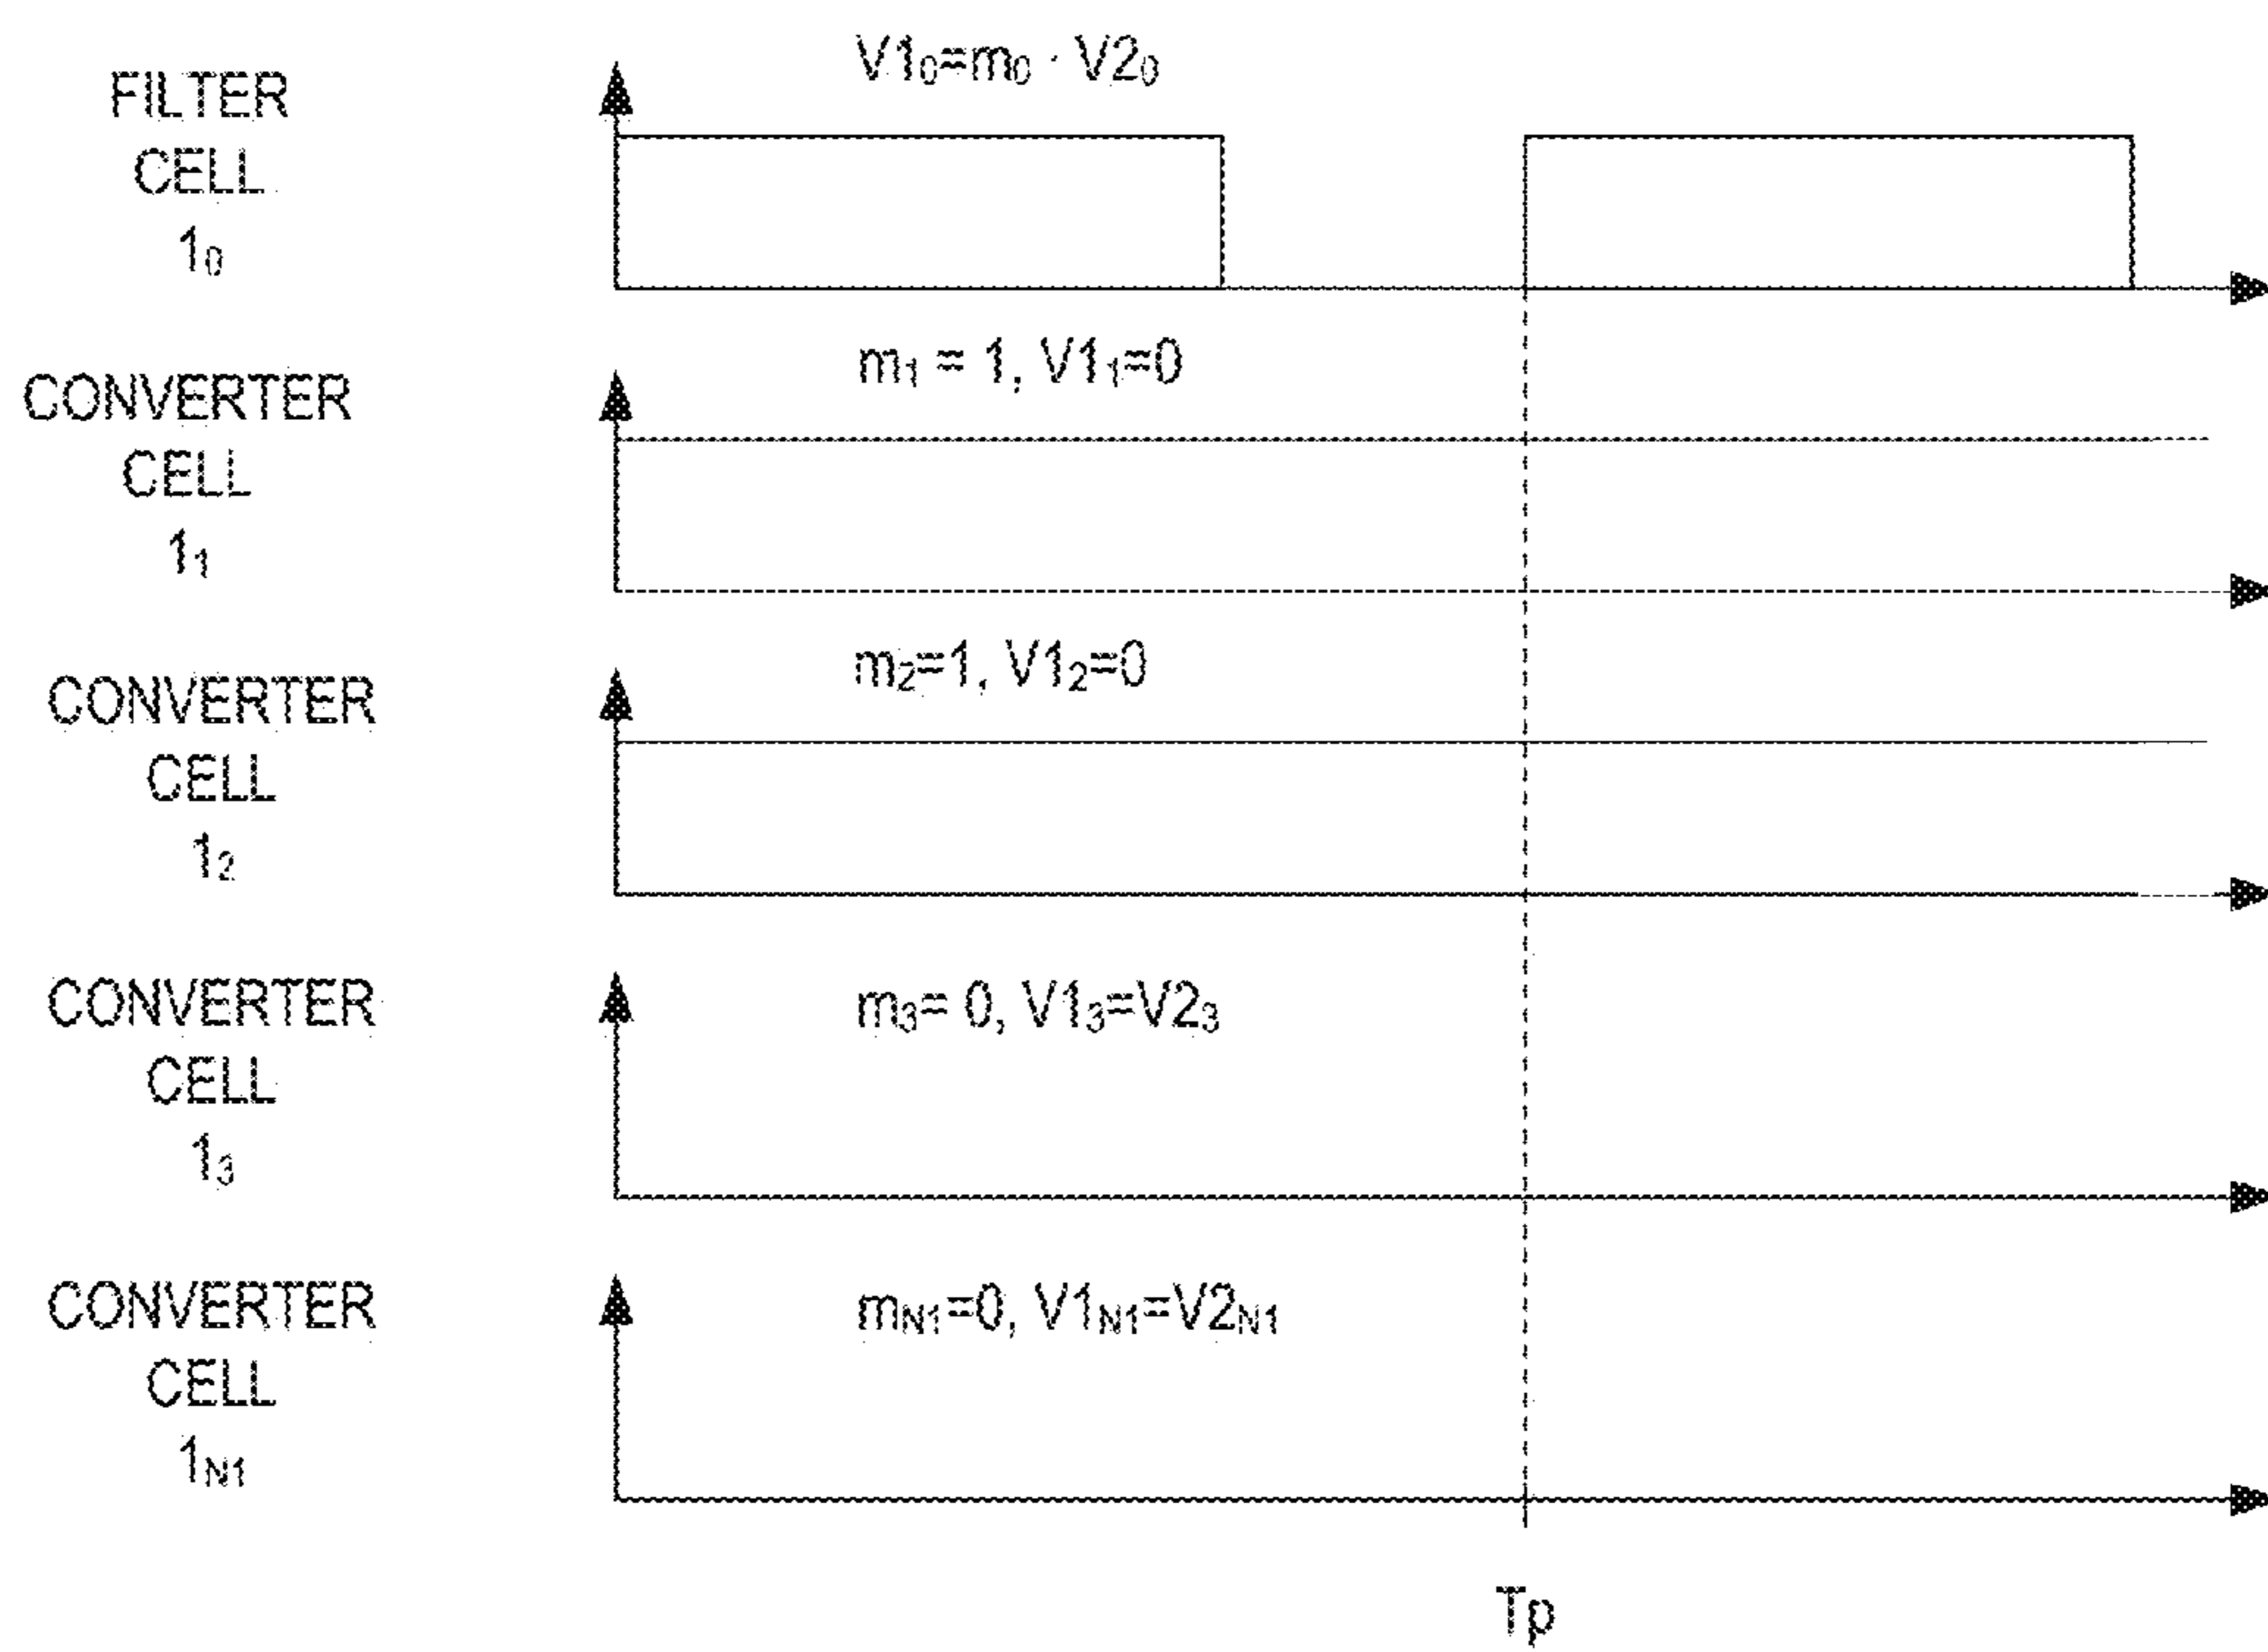 V1₀=m₀ · V2₀
FILTER
CELL
1₀
m₁ = 1, V1₁=0
CONVERTER
CELL
1₁
m₂=1, V1₂=0
CONVERTER
CELL
1₂
m₃= 0, V1₃=V2₃
CONVERTER
CELL
1₃
mN1=0, V1N1=V2N1
CONVERTER
CELL
1N1
Tp